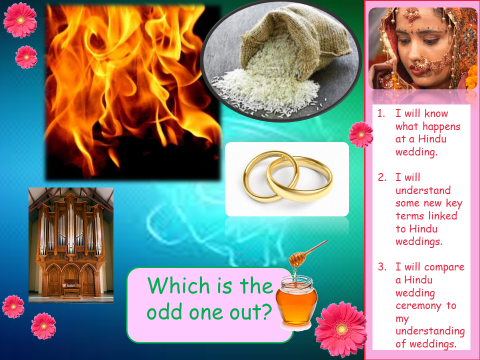 1. I will know
what happens
at a Hindu
wedding.
2. I will
understand
some new key
terms linked
to Hindu
weddings.
3. I will compare
a Hindu
wedding
ceremony to
my
understanding
of weddings.
Which is the
odd one out?